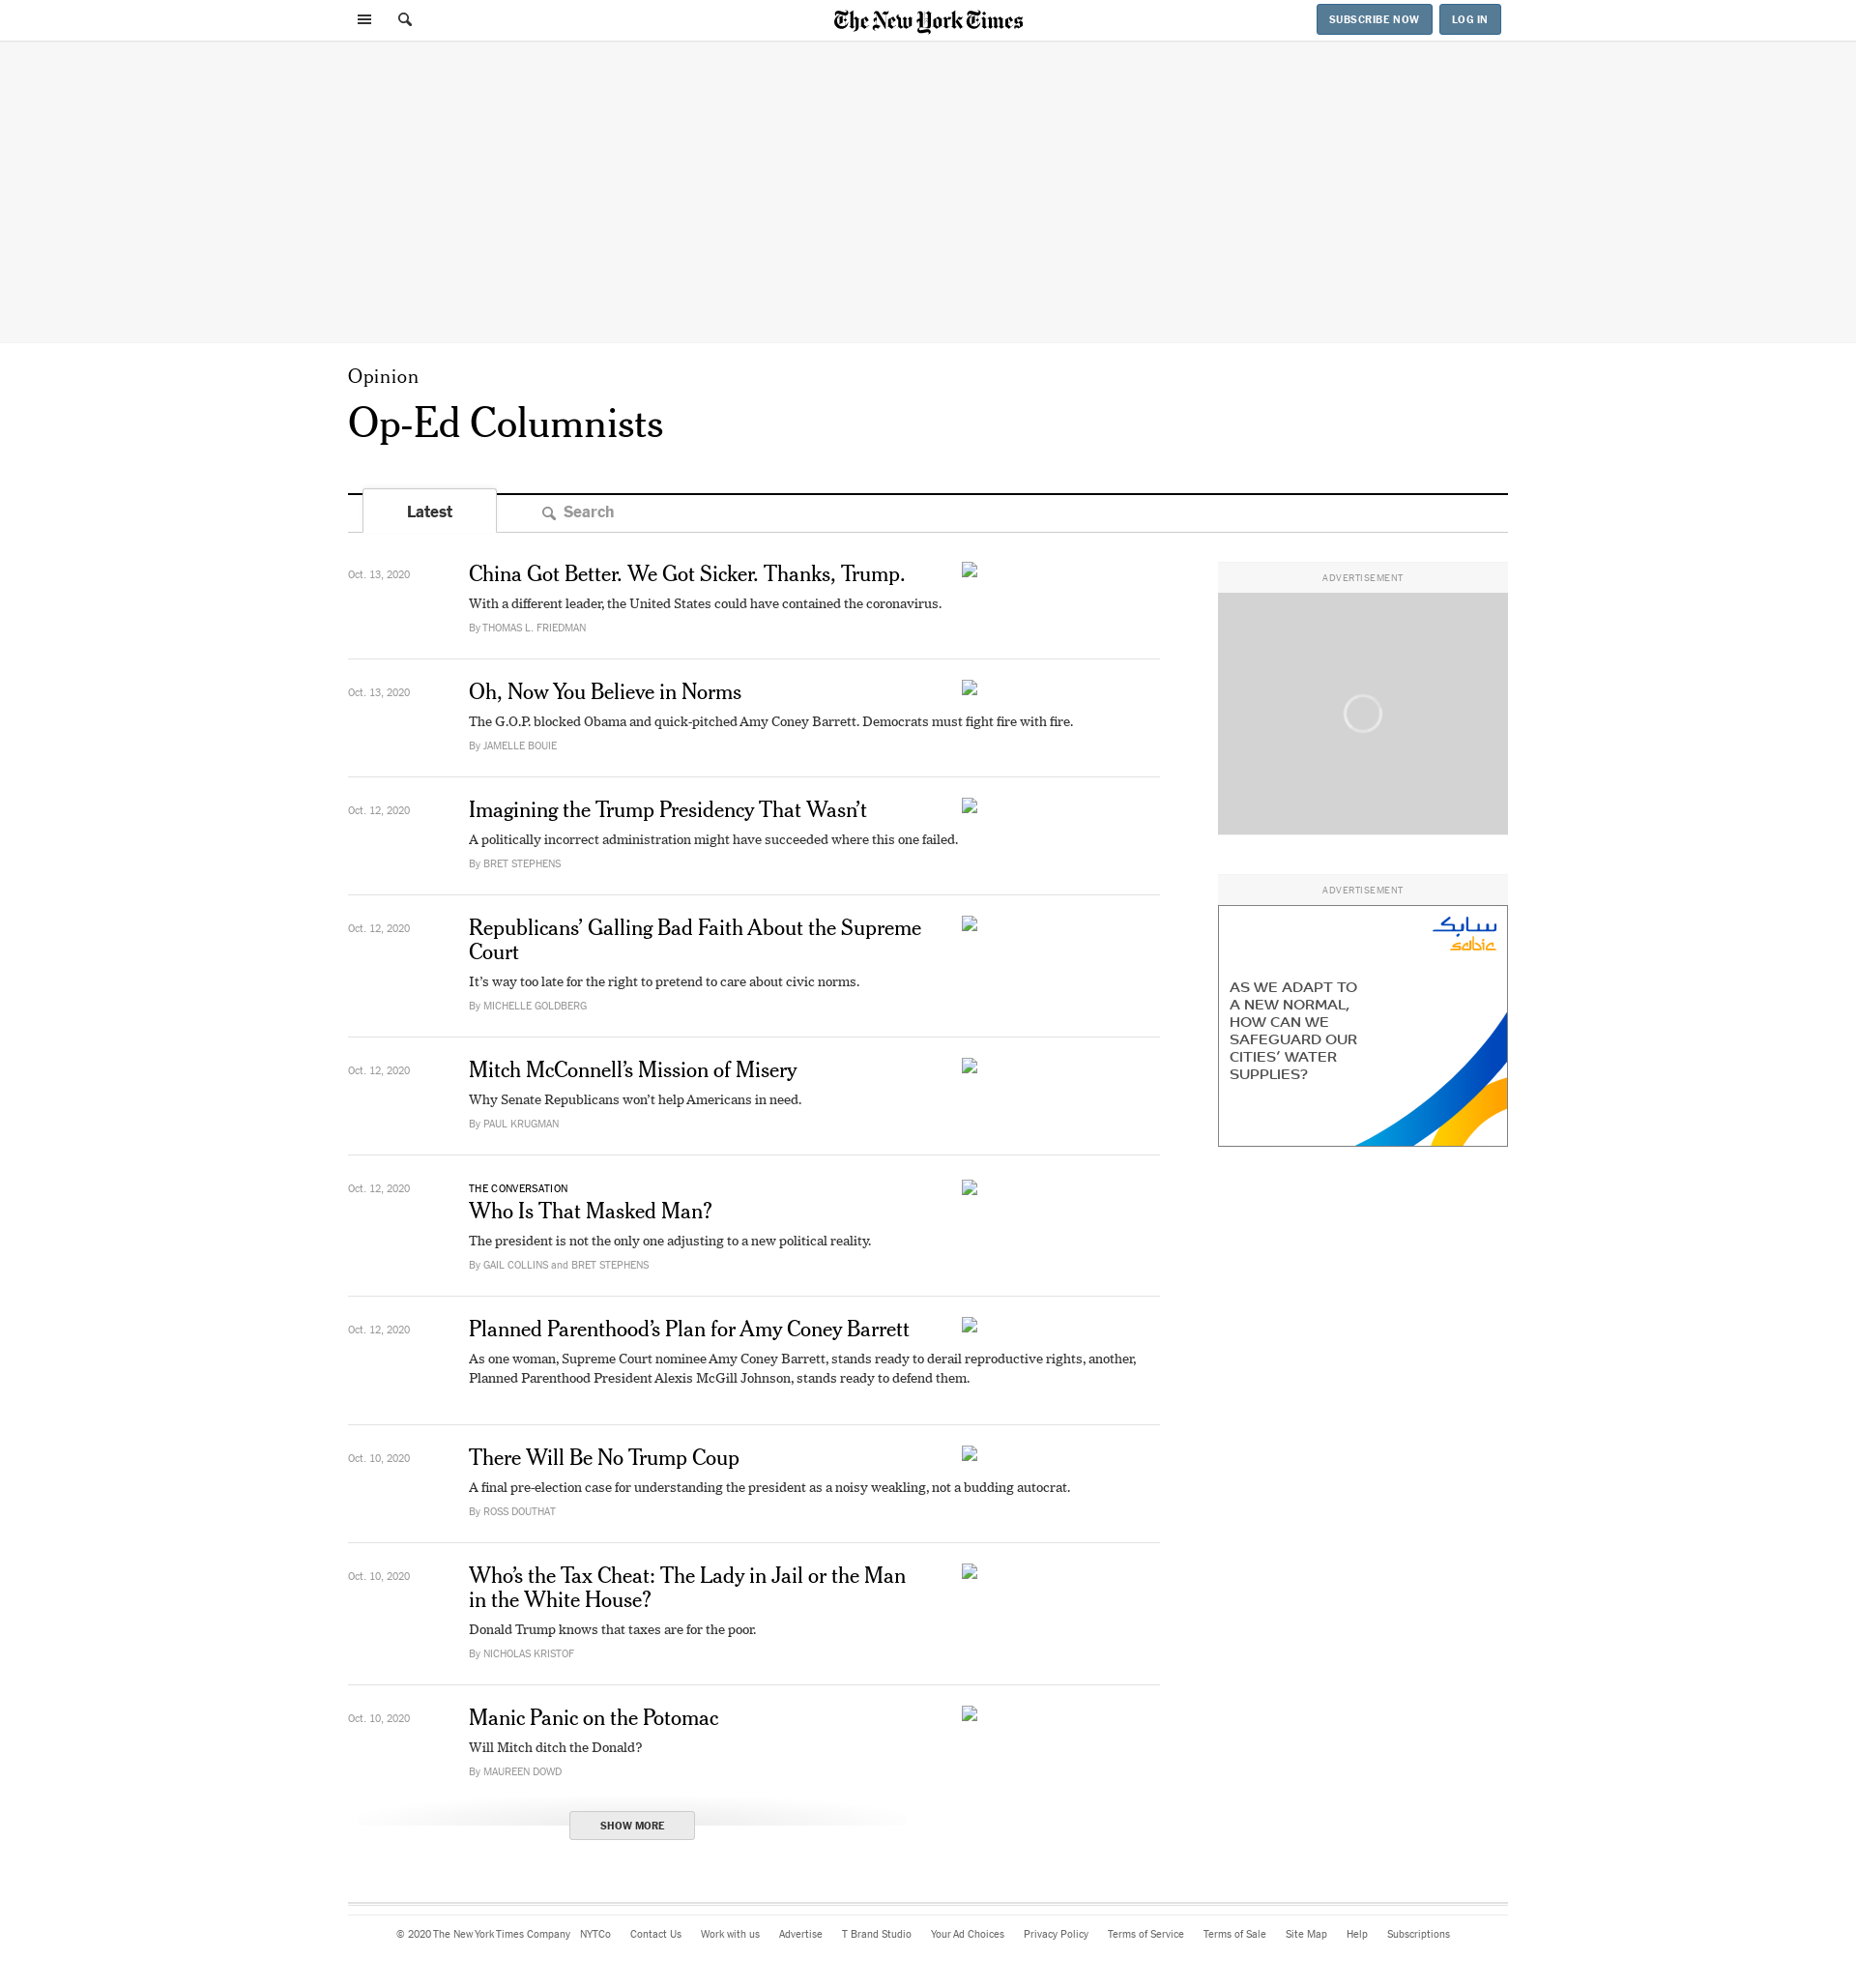 The New York Times
SUBSCRIBE NOW
LOG IN
Opinion
Op-Ed Columnists
Latest
Search
Oct. 13, 2020
China Got Better. We Got Sicker. Thanks, Trump.
With a different leader, the United States could have contained the coronavirus.
By THOMAS L. FRIEDMAN
Oct. 13, 2020
Oh, Now You Believe in Norms
The G.O.P. blocked Obama and quick-pitched Amy Coney Barrett. Democrats must fight fire with fire.
By JAMELLE BOUIE
Oct. 12, 2020
Imagining the Trump Presidency That Wasn’t
A politically incorrect administration might have succeeded where this one failed.
By BRET STEPHENS
Oct. 12, 2020
Republicans’ Galling Bad Faith About the Supreme
Court
It’s way too late for the right to pretend to care about civic norms.
By MICHELLE GOLDBERG
Oct. 12, 2020
Mitch McConnell’s Mission of Misery
Why Senate Republicans won’t help Americans in need.
By PAUL KRUGMAN
Oct. 12, 2020
THE CONVERSATION
Who Is That Masked Man?
The president is not the only one adjusting to a new political reality.
By GAIL COLLINS and BRET STEPHENS
Oct. 12, 2020
Planned Parenthood’s Plan for Amy Coney Barrett
As one woman, Supreme Court nominee Amy Coney Barrett, stands ready to derail reproductive rights, another,
Planned Parenthood President Alexis McGill Johnson, stands ready to defend them.
Oct. 10, 2020
There Will Be No Trump Coup
A final pre-election case for understanding the president as a noisy weakling, not a budding autocrat.
By ROSS DOUTHAT
Oct. 10, 2020
Who’s the Tax Cheat: The Lady in Jail or the Man
in the White House?
Donald Trump knows that taxes are for the poor.
By NICHOLAS KRISTOF
Oct. 10, 2020
Manic Panic on the Potomac
Will Mitch ditch the Donald?
By MAUREEN DOWD
SHOW MORE
ADVERTISEMENT
ADVERTISEMENT
سابك
sabic
AS WE ADAPT TO
A NEW NORMAL,
HOW CAN WE
SAFEGUARD OUR
CITIES’ WATER
SUPPLIES?
© 2020 The New York Times Company NYTCo Contact Us Work with us Advertise T Brand Studio Your Ad Choices Privacy Policy Terms of Service Terms of Sale Site Map Help Subscriptions